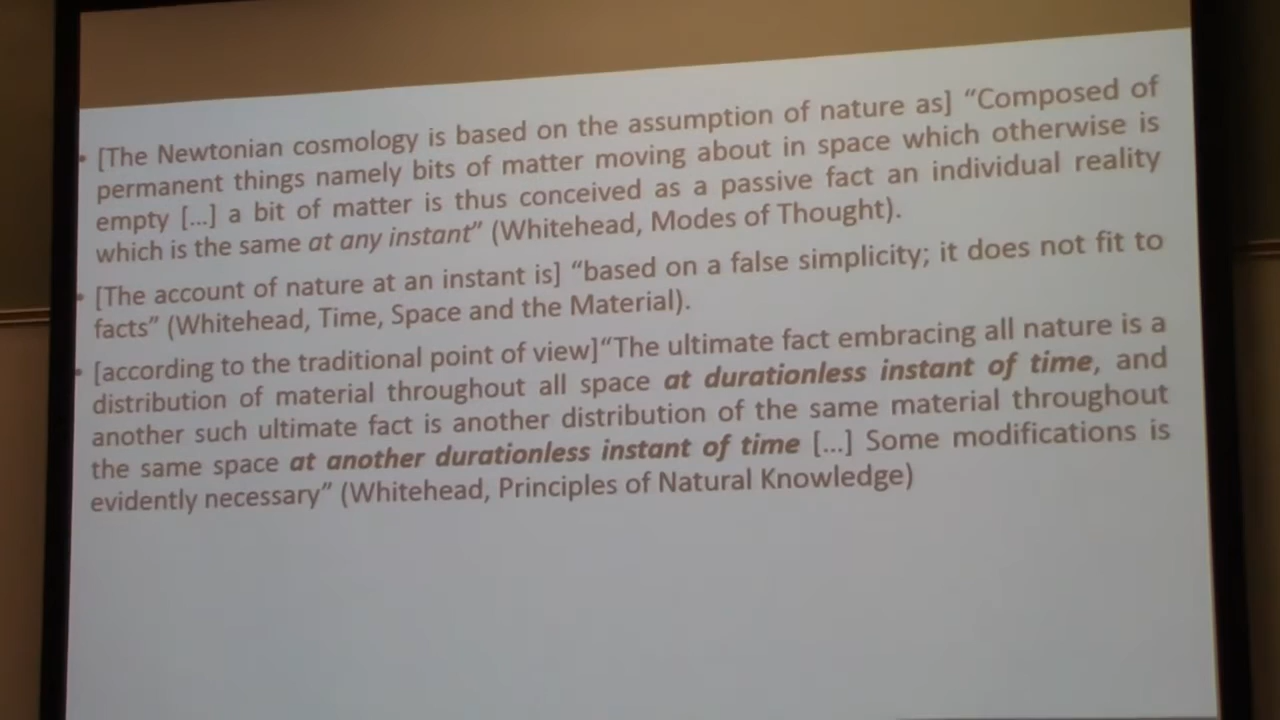 • [The Newtonian cosmology is based on the assumption of nature as] “Composed of
permanent things namely bits of matter moving about in space which otherwise is
empty [...] a bit of matter is thus conceived as a passive fact an individual reality
which is the same at any instant” (Whitehead, Modes of Thought).
• [The account of nature at an instant is] “based on a false simplicity; it does not fit to
facts” (Whitehead, Time, Space and the Material).
• [according to the traditional point of view]“The ultimate fact embracing all nature is a
distribution of material throughout all space at durationless instant of time, and
another such ultimate fact is another distribution of the same material throughout
the same space at another durationless instant of time [...] Some modifications is
evidently necessary” (Whitehead, Principles of Natural Knowledge)